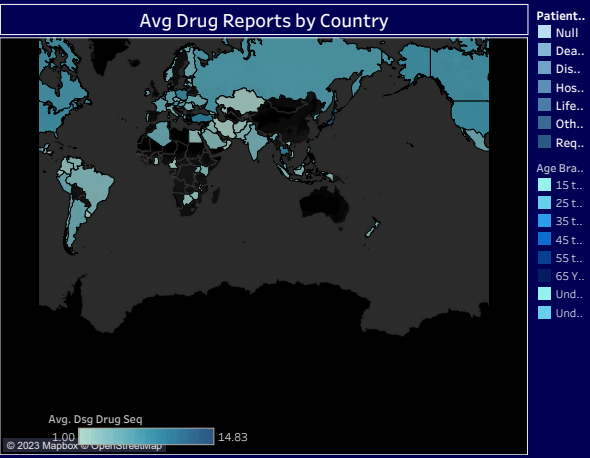 Avg Drug Reports by Country
Patient..
Null
Dea..
Dis..
Hos..
Life..
Oth..
Req..
Age Bra..
15 t..
25 t..
35 t..
45 t..
55 t..
65 Y..
Und..
Und..
Avg. Dsg Drug Seq
1.00
14.83
© 2023 Mapbox © OpenStreetMap